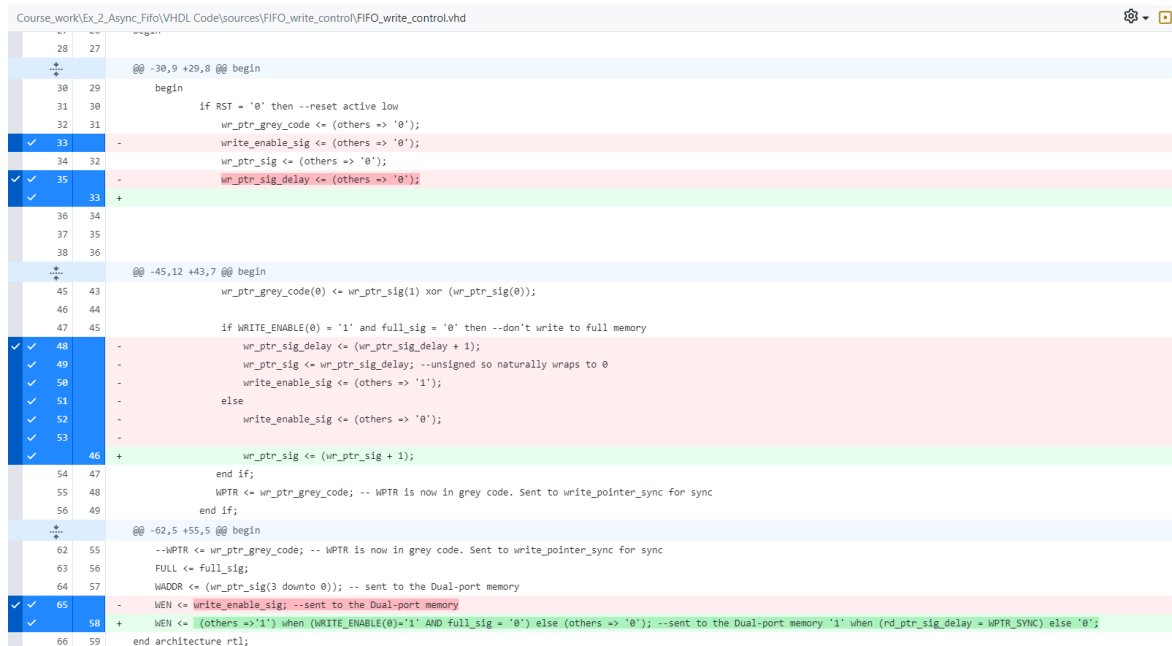 Course_work\Ex_2_Async_Fifo\VHDL Code\sources\FIFO_write_control\FIFO_write_control.vhd
28 27
@@ -30,9 +29,8 @@ begin
30 29 begin
31 30 if RST = '0' then --reset active low
32 31 wr_ptr_grey_code <= (others => '0');
33 - write_enable_sig <= (others => '0');
34 32 wr_ptr_sig <= (others => '0');
35 - wr_ptr_sig_delay <= (others => '0');
33 +
36 34
37 35
38 36
@@ -45,12 +43,7 @@ begin
45 43 wr_ptr_grey_code(0) <= wr_ptr_sig(1) xor (wr_ptr_sig(0));
46 44
47 45 if WRITE_ENABLE(0) = '1' and full_sig = '0' then --don't write to full memory
48 - wr_ptr_sig_delay <= (wr_ptr_sig_delay + 1);
49 - wr_ptr_sig <= wr_ptr_sig_delay; --unsigned so naturally wraps to 0
50 - write_enable_sig <= (others => '1');
51 - else
52 - write_enable_sig <= (others => '0');
53 -
46 + wr_ptr_sig <= (wr_ptr_sig + 1);
54 47 end if;
55 48 WPTR <= wr_ptr_grey_code; -- WPTR is now in grey code. Sent to write_pointer_sync for sync
56 49 end if;
@@ -62,5 +55,5 @@ begin
62 55 --WPTR <= wr_ptr_grey_code; -- WPTR is now in grey code. Sent to write_pointer_sync for sync
63 56 FULL <= full_sig;
64 57 WADDR <= (wr_ptr_sig(3 downto 0)); -- sent to the Dual-port memory
65 - WEN <= write_enable_sig; --sent to the Dual-port memory
58 + WEN <= (others =>'1') when (WRITE_ENABLE(0)='1' AND full_sig = '0') else (others => '0'); --sent to the Dual-port memory '1' when (rd_ptr_sig_delay = WPTR_SYNC) else '0';
66 59 end architecture rtl;